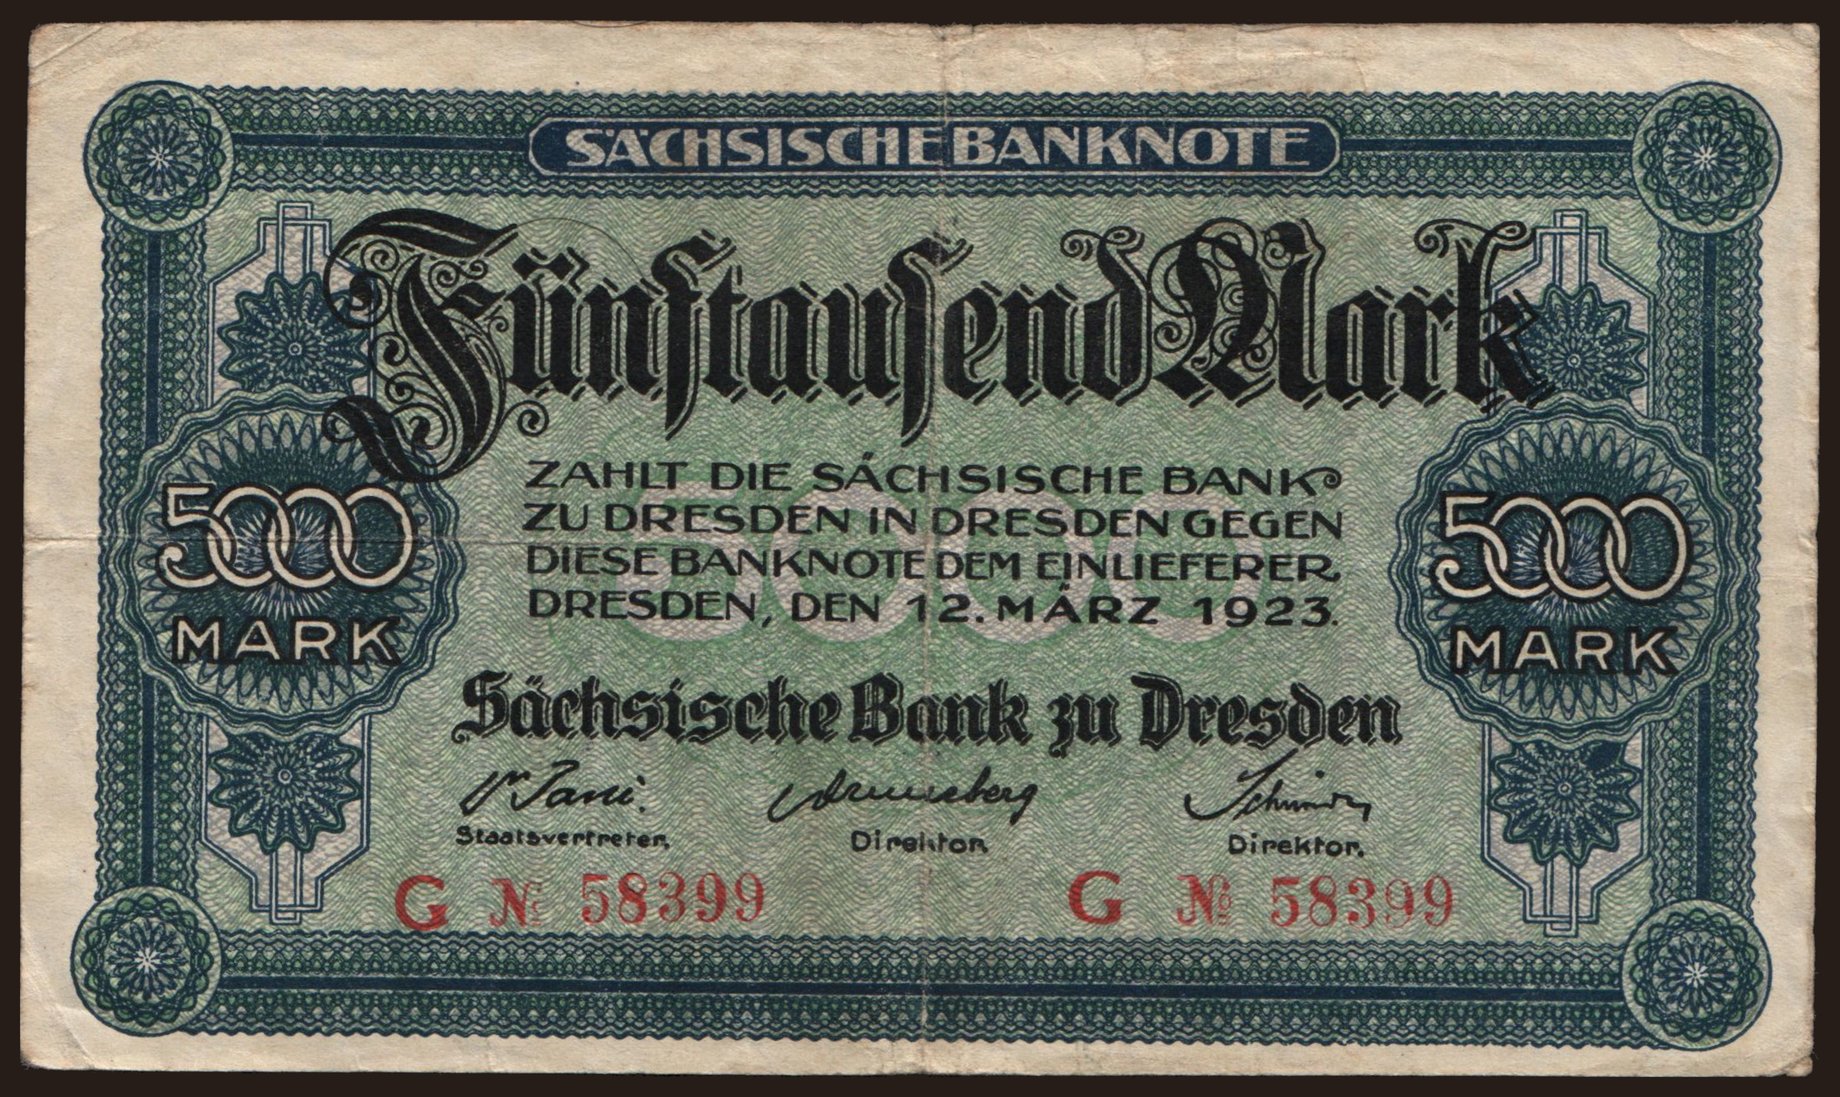 SÄCHSISCHE BANKNOTE
Fünftausend Mark
ZAHLT DIE SÄCHSISCHE BANK
ZU DRESDEN IN DRESDEN GEGEN
DIESE BANKNOTE DEM EINLIEFERER.
DRESDEN, DEN 12. MÄRZ 1923.
5000
MARK
5000
5000
MARK
Sächsische Bank zu Dresden
Staatsvertreter.
Direktor.
Direktor.
G № 58399
G № 58399